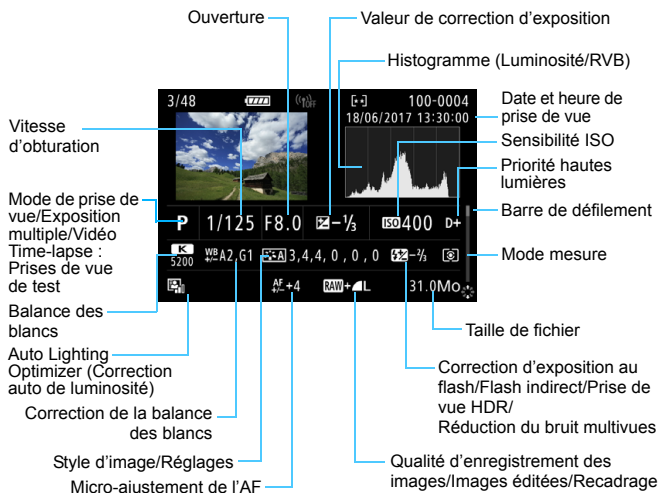 Ouverture
Valeur de correction d'exposition
Histogramme (Luminosité/RVB)
Date et heure de
prise de vue
Sensibilité ISO
Priorité hautes
lumières
Barre de défilement
Mode mesure
Taille de fichier
Correction d'exposition au
flash/Flash indirect/Prise de
vue HDR/
Réduction du bruit multivues
Qualité d'enregistrement des
images/Images éditées/Recadrage
Vitesse
d'obturation
Mode de prise de
vue/Exposition
multiple/Vidéo
Time-lapse :
Prises de vue
de test
Balance des
blancs
Auto Lighting
Optimizer (Correction
auto de luminosité)
Correction de la balance
des blancs
Style d'image/Réglages
Micro-ajustement de l'AF
3/48 OFF 100-0004
18/06/2017 13:30:00
P 1/125 F8.0 -1/3 ISO 400 D+
K 5200 WB +/- A2,G1 A 3,4,4,0,0,0 -2/3
AF +/- +4 RAW+L 31.0Mo